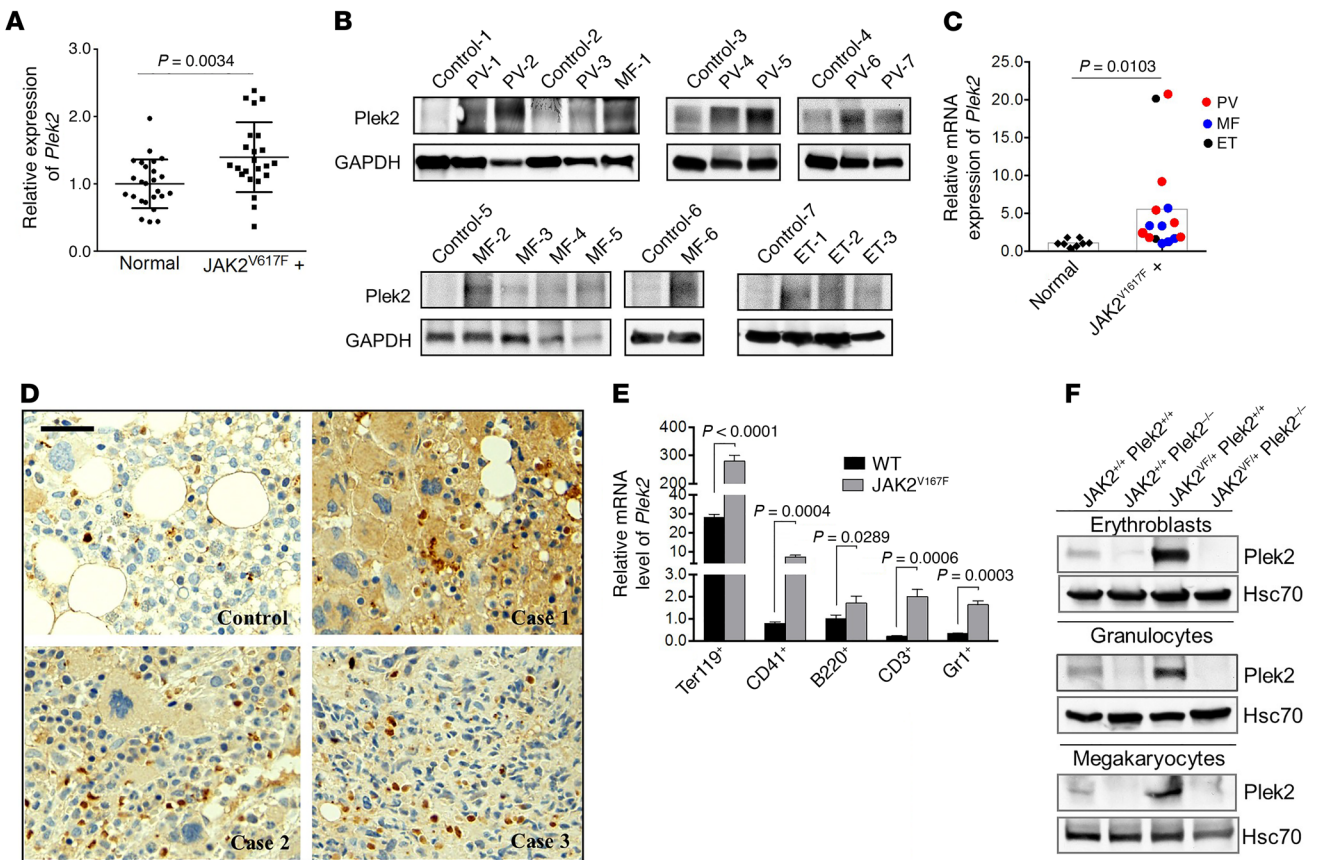 A
3.0
2.0
1.0
0.0
Relative expression
of Plek2
P = 0.0034
Normal
JAK2V617F +
B
Control-1
PV-1
PV-2
Control-2
PV-3
MF-1
Control-3
PV-4
PV-5
Control-4
PV-6
PV-7
Plek2
GAPDH
Control-5
MF-2
MF-3
MF-4
MF-5
Control-6
MF-6
Control-7
ET-1
ET-2
ET-3
Plek2
GAPDH
C
25.0
20.0
15.0
10.0
5.0
0.0
Relative mRNA
expression of Plek2
P = 0.0103
PV
MF
ET
Normal
JAK2V1617F +
D
Control
Case 1
Case 2
Case 3
E
400
300
200
40
30
20
10
3.0
2.0
1.0
0.0
Relative mRNA
level of Plek2
P < 0.0001
P = 0.0004
P = 0.0289
P = 0.0006
P = 0.0003
WT
JAK2V167F
Ter119+
CD41+
B220+
CD3+
Gr1+
F
JAK2+/+ Plek2+/+
JAK2+/+ Plek2–/–
JAK2VF/+ Plek2+/+
JAK2VF/+ Plek2–/–
Erythroblasts
Plek2
Hsc70
Granulocytes
Plek2
Hsc70
Megakaryocytes
Plek2
Hsc70